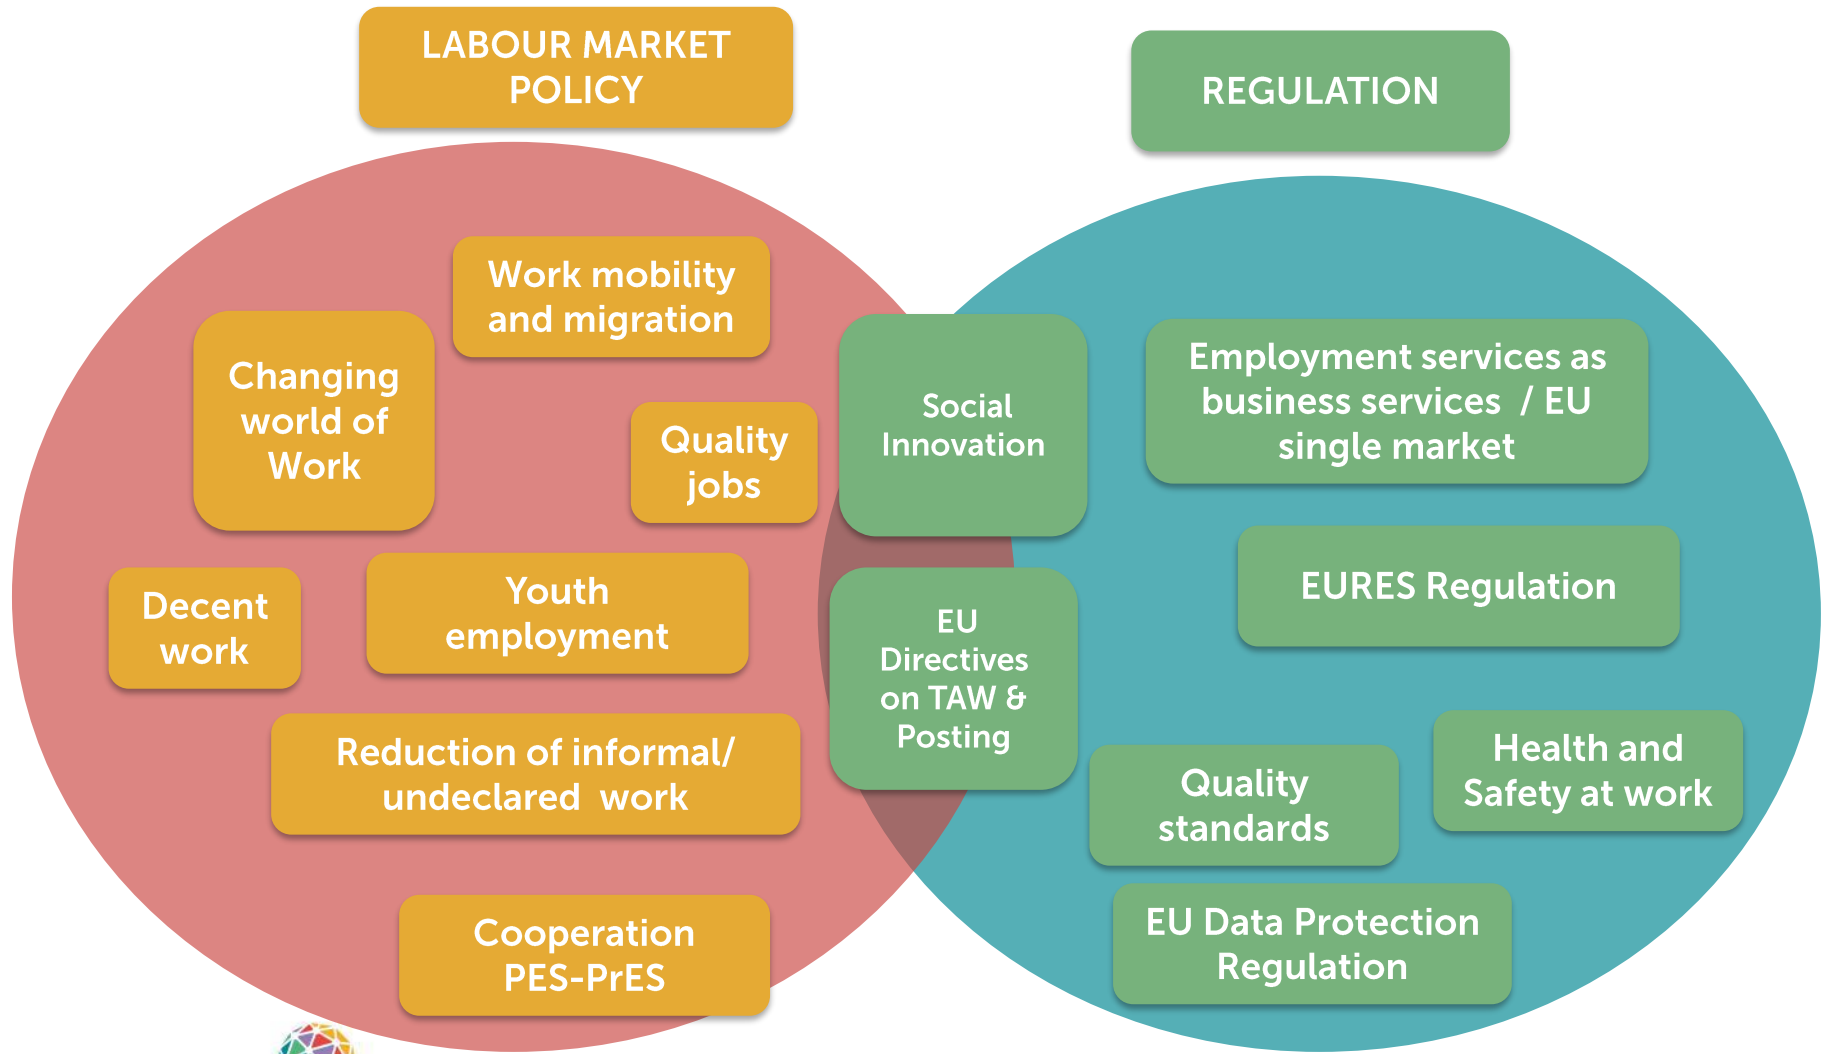 LABOUR MARKET
POLICY
REGULATION
Work mobility
and migration
Changing
world of
Work
Quality
jobs
Decent
work
Youth
employment
Reduction of informal/
undeclared work
Cooperation
PES-PrES
Social
Innovation
EU
Directives
on TAW &
Posting
Employment services as
business services / EU
single market
EURES Regulation
Health and
Safety at work
Quality
standards
EU Data Protection
Regulation